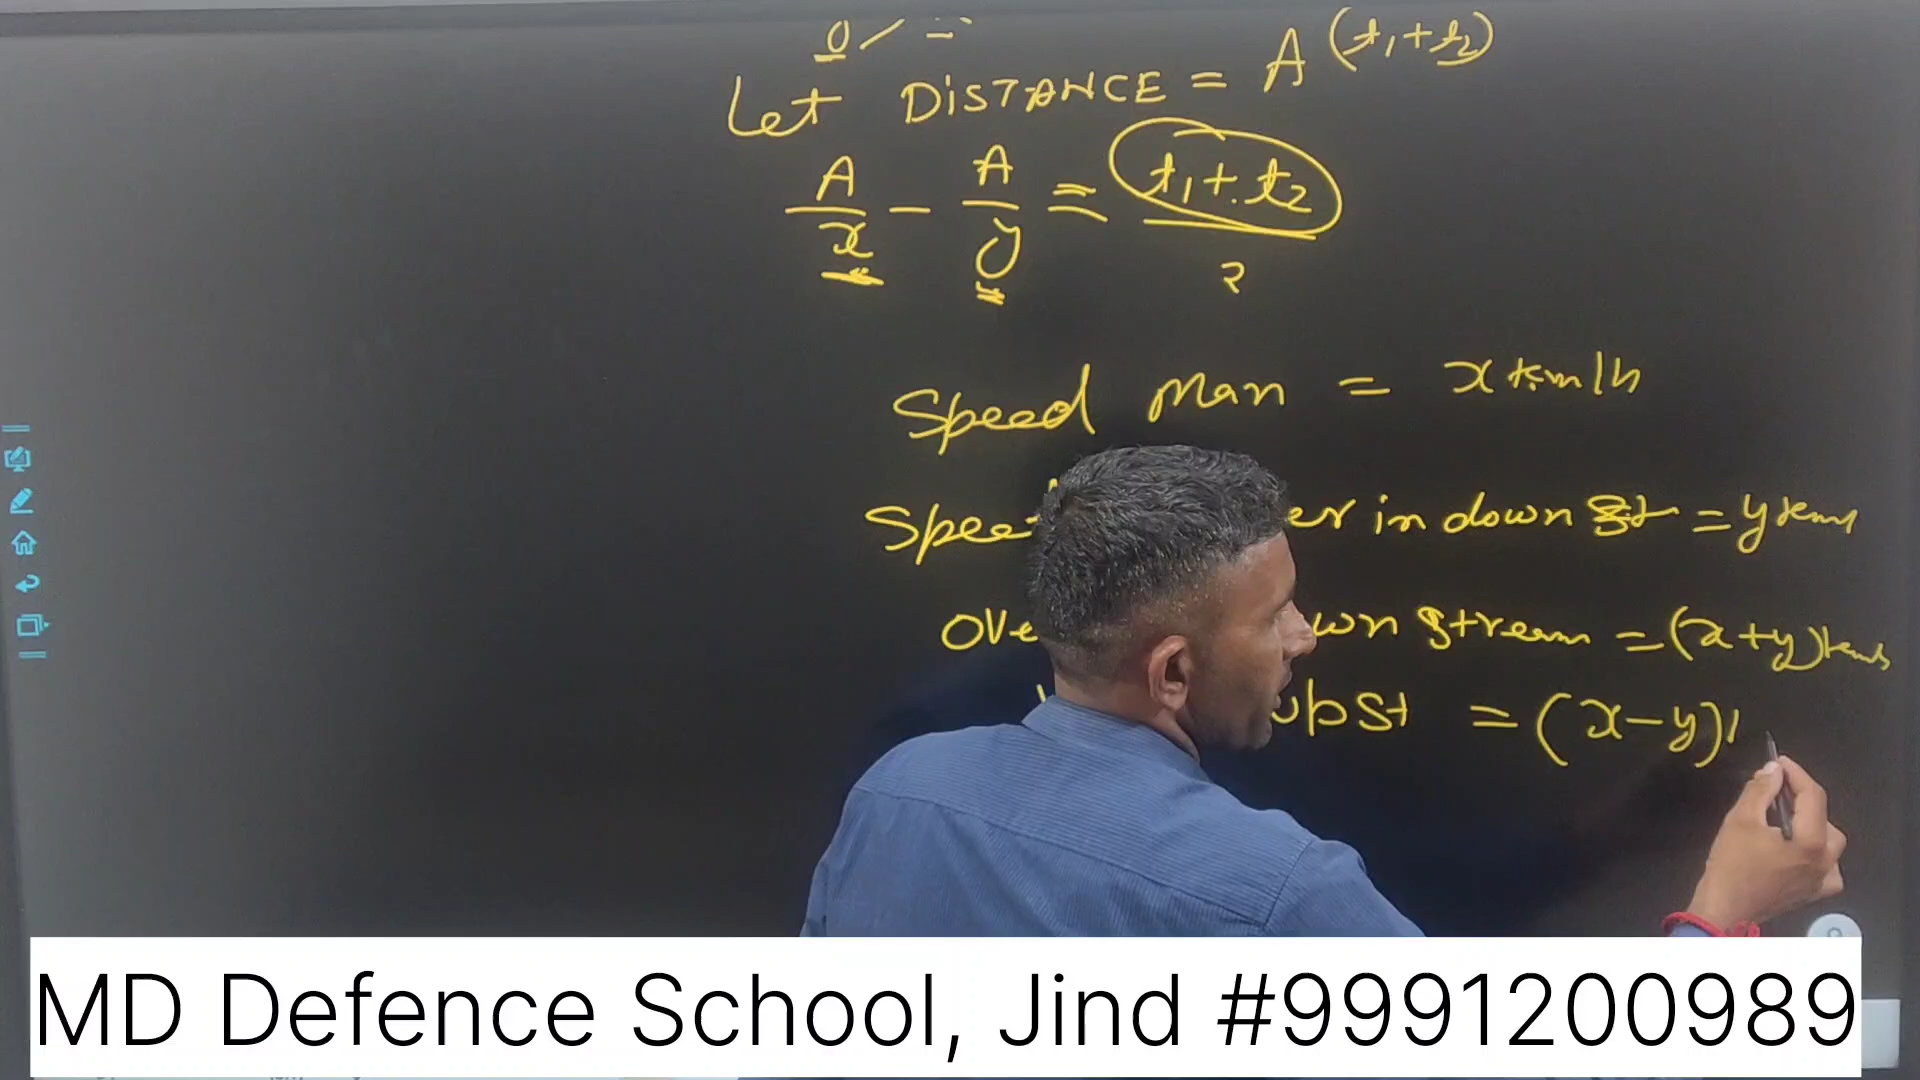 Let DISTANCE = A (t1+t2)
A/x - A/y = t1+t2/2
Speed Man = x km/h
er in down st = y km
wn stream = (x+y) km/h
upst = (x-y)
MD Defence School, Jind #9991200989